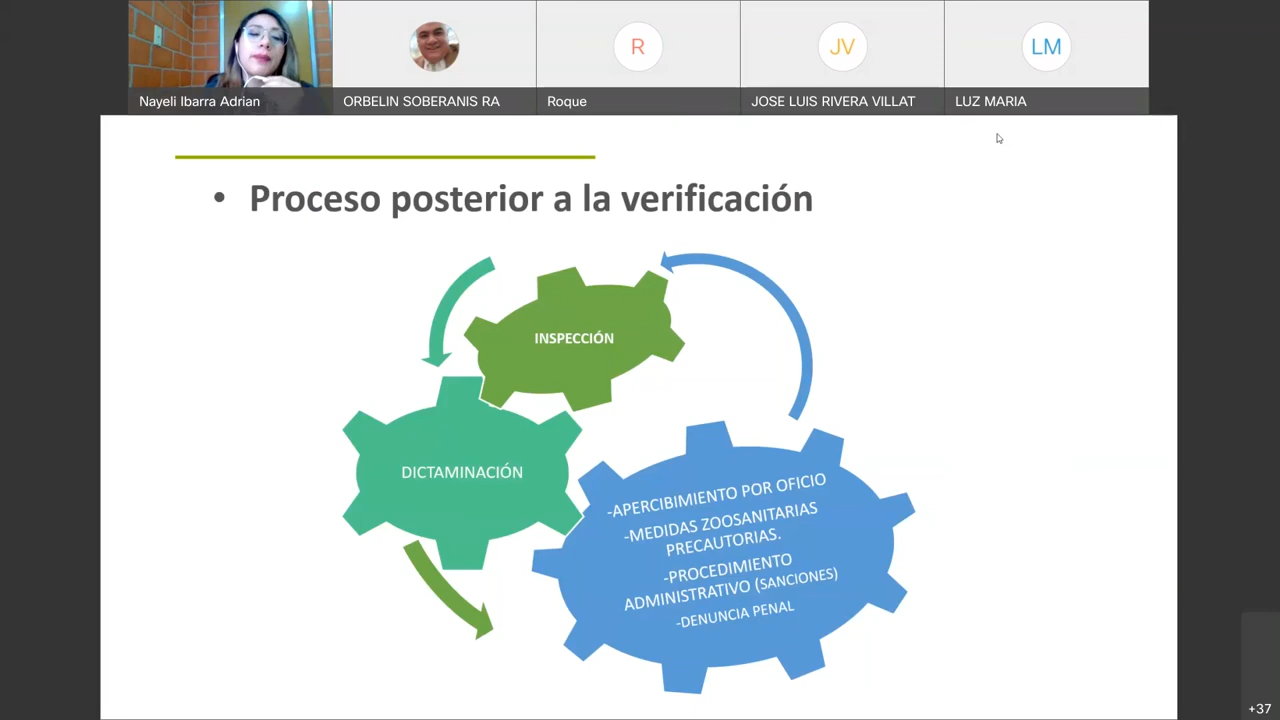 Nayeli Ibarra Adrian
ORBELIN SOBERANIS RA
R
Roque
JV
JOSE LUIS RIVERA VILLAT
LM
LUZ MARIA
• Proceso posterior a la verificación
INSPECCIÓN
DICTAMINACIÓN
-APERCIBIMIENTO POR OFICIO
-MEDIDAS ZOOSANITARIAS
PRECAUTORIAS.
-PROCEDIMIENTO
ADMINISTRATIVO (SANCIONES)
-DENUNCIA PENAL
+37